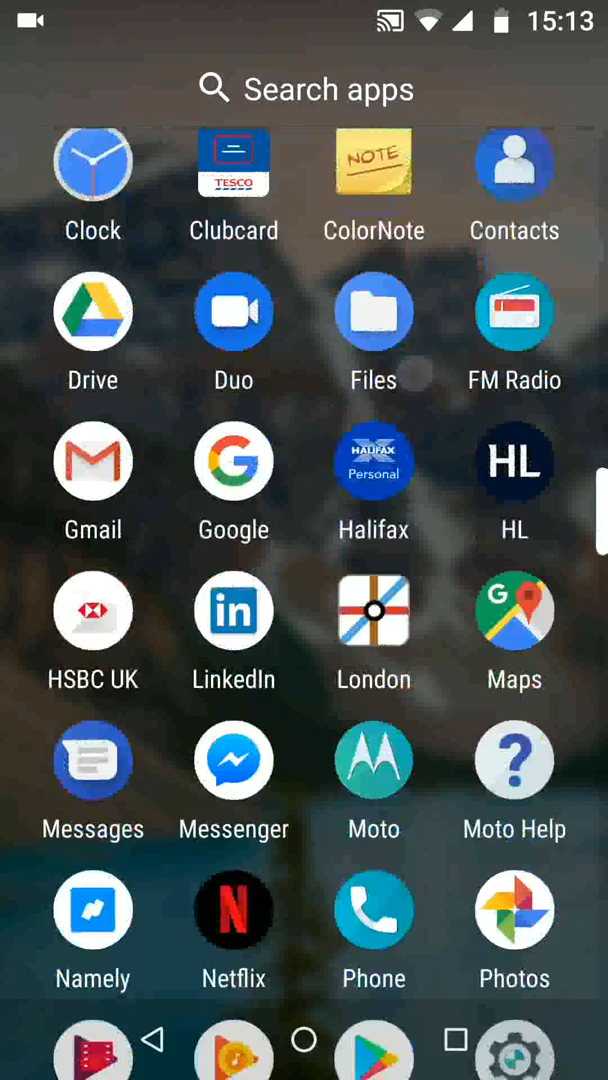 15:13
Search apps
TESCO
NOTE
Clock Clubcard ColorNote Contacts
Drive Duo Files FM Radio
HALIFAX
Personal
HL
Gmail Google Halifax HL
in
G
HSBC UK LinkedIn London Maps
?
Messages Messenger Moto Moto Help
N
Namely Netflix Phone Photos